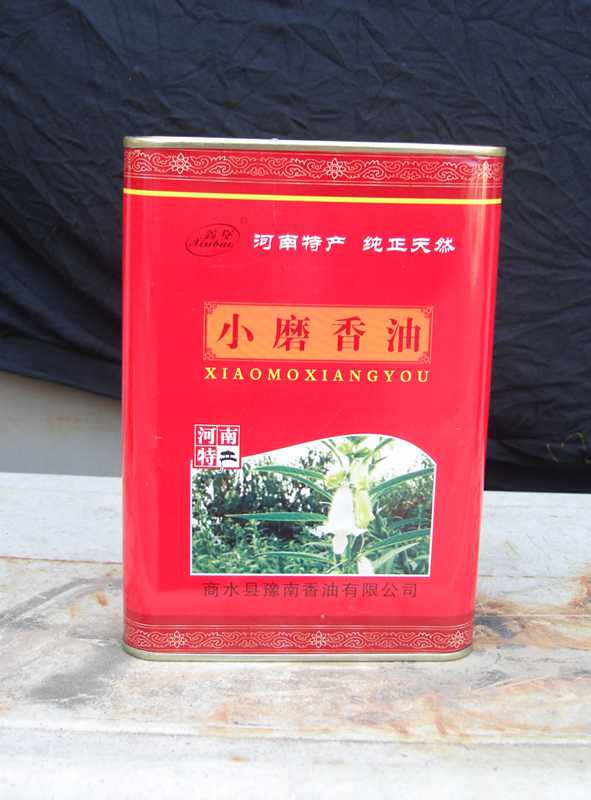 Xinbao ®
河南特产 纯正天然
小磨香油
XIAOMOXIANGYOU
河南
特
商水县豫南香油有限公司